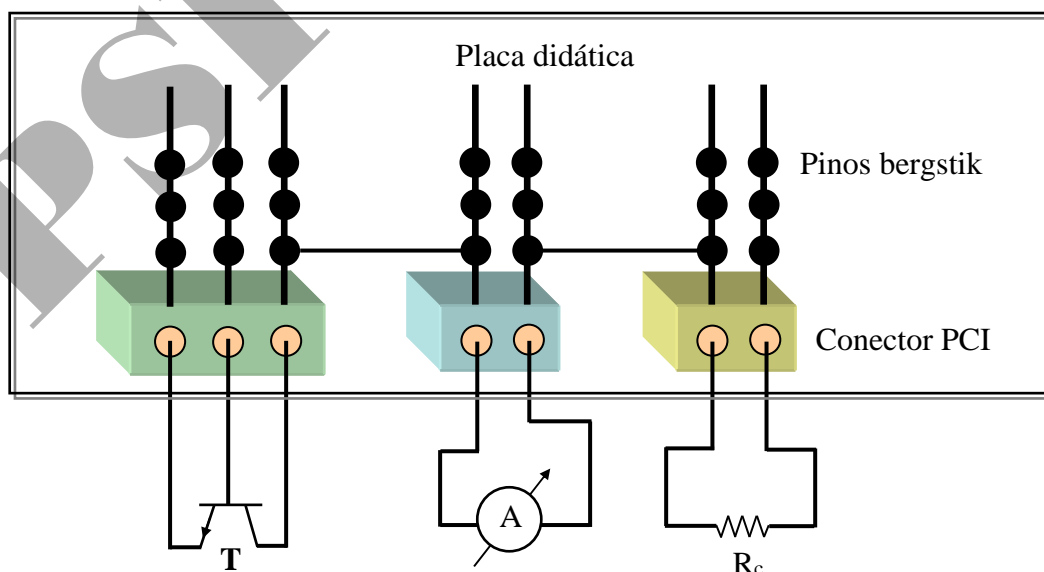 PSI
Placa didática
Pinos bergstik
Conector PCI
T
A
Rc